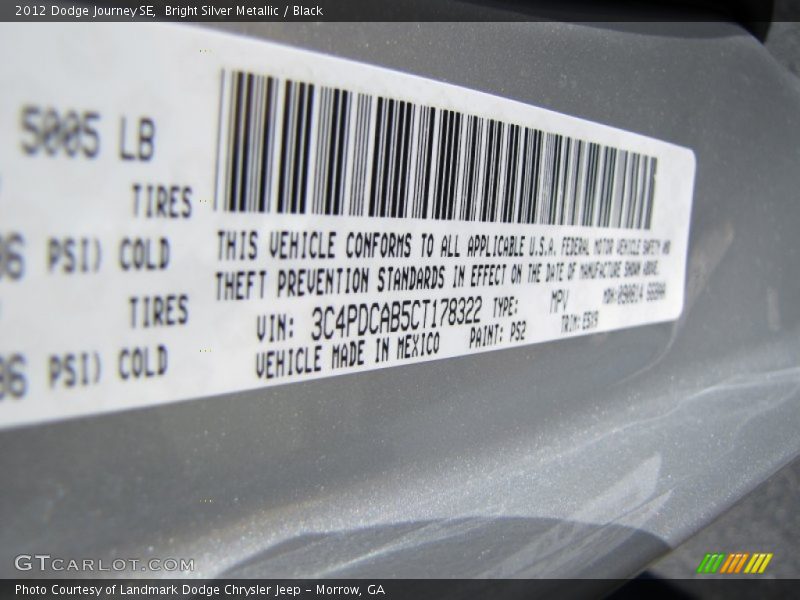 2012 Dodge Journey SE, Bright Silver Metallic / Black
5005 LB
TIRES
PSI) COLD
TIRES
PSI) COLD
THIS VEHICLE CONFORMS TO ALL APPLICABLE U.S.A. FEDERAL MOTOR VEHICLE SAFETY AND
THEFT PREVENTION STANDARDS IN EFFECT ON THE DATE OF MANUFACTURE SHOWN ABOVE.
VIN: 3C4PDCAB5CT178322 TYPE: MPV
VEHICLE MADE IN MEXICO PAINT: PS2 TRIM:
GTCARLOT.COM
Photo Courtesy of Landmark Dodge Chrysler Jeep - Morrow, GA